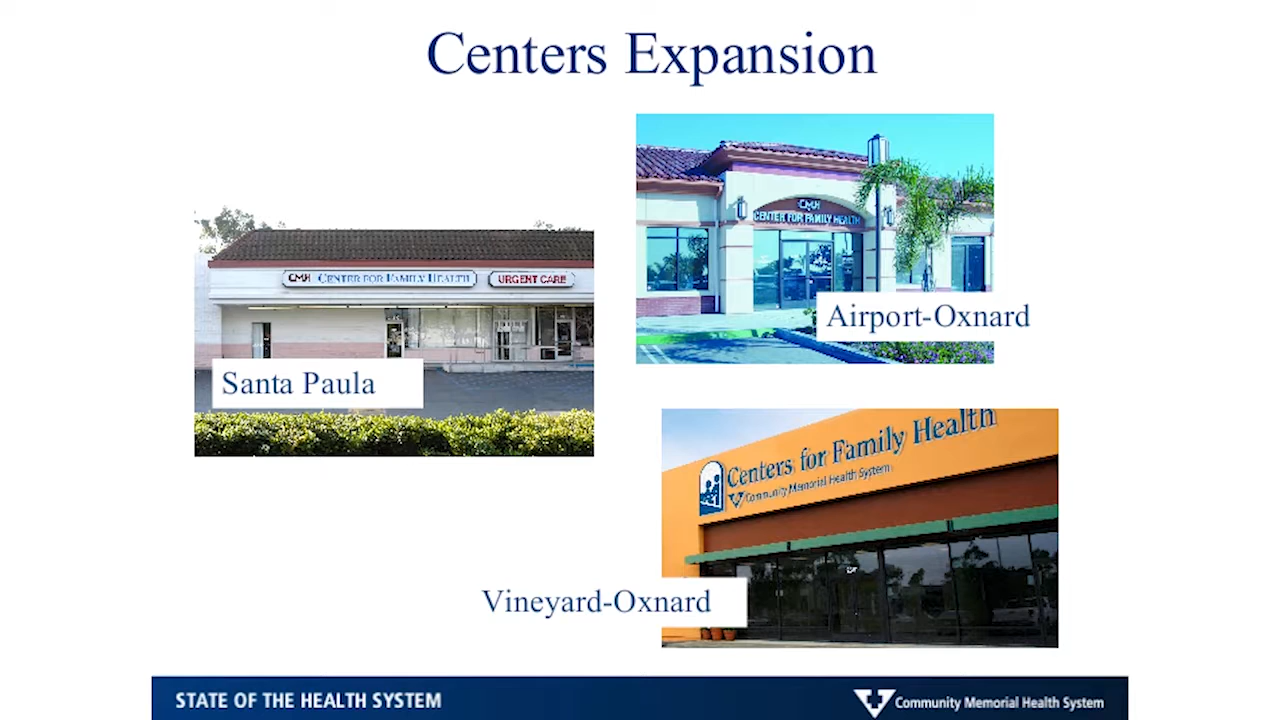 Centers Expansion
CMH
CENTER FOR FAMILY HEALTH
Airport-Oxnard
CMH CENTER FOR FAMILY HEALTH
URGENT CARE
Santa Paula
Centers for Family Health
Community Memorial Health System
Vineyard-Oxnard
STATE OF THE HEALTH SYSTEM
Community Memorial Health System